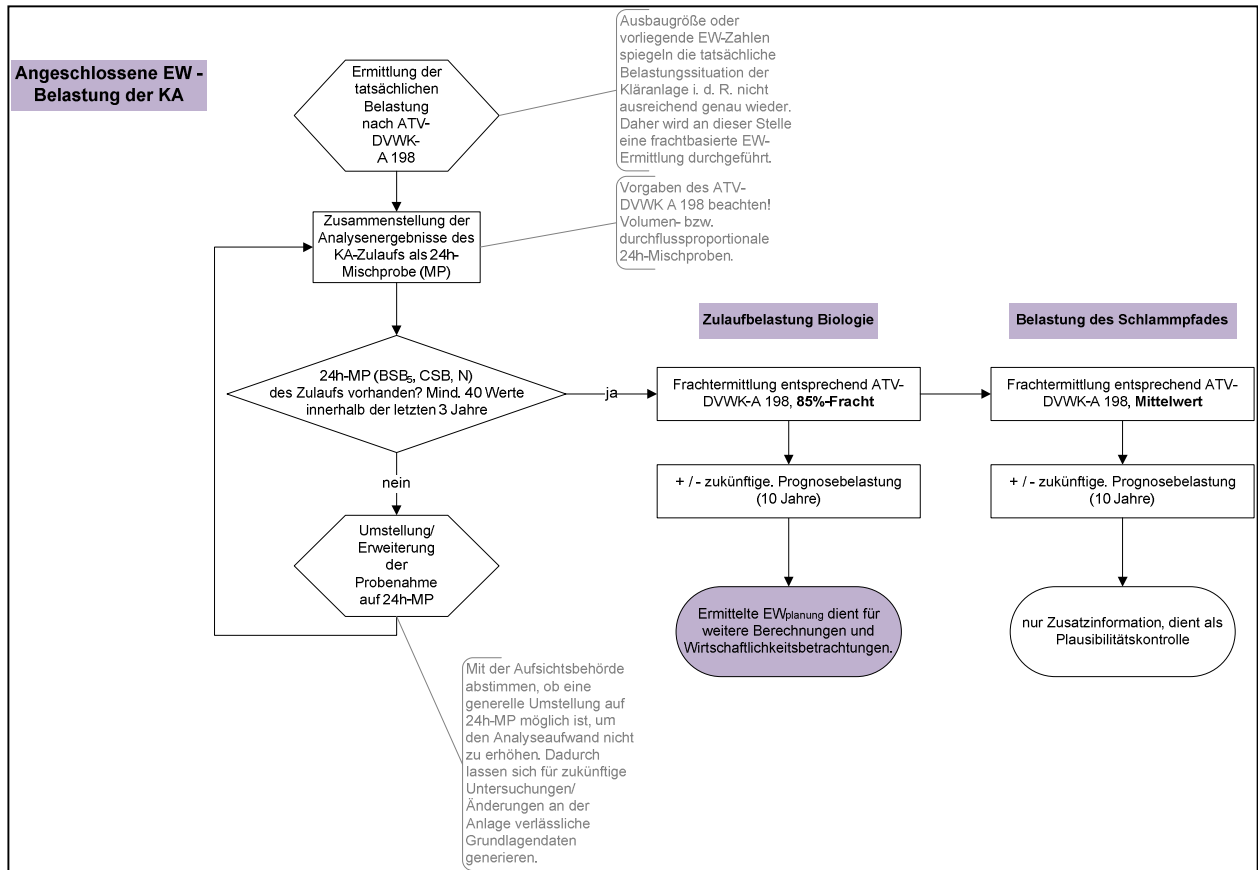 Angeschlossene EW -
Belastung der KA
Ermittlung der
tatsächlichen
Belastung
nach ATV-
DVWK-
A 198
Ausbaugröße oder
vorliegende EW-Zahlen
spiegeln die tatsächliche
Belastungssituation der
Kläranlage i. d. R. nicht
ausreichend genau wieder.
Daher wird an dieser Stelle
eine frachtbasierte EW-
Ermittlung durchgeführt.
Zusammenstellung der
Analysenergebnisse des
KA-Zulaufs als 24h-
Mischprobe (MP)
Vorgaben des ATV-
DVWK A 198 beachten!
Volumen- bzw.
durchflussproportionale
24h-Mischproben.
24h-MP (BSB₅, CSB, N)
des Zulaufs vorhanden? Mind. 40 Werte
innerhalb der letzten 3 Jahre
ja
nein
Umstellung/
Erweiterung
der
Probenahme
auf 24h-MP
Mit der Aufsichtsbehörde
abstimmen, ob eine
generelle Umstellung auf
24h-MP möglich ist, um
den Analyseaufwand nicht
zu erhöhen. Dadurch
lassen sich für zukünftige
Untersuchungen/
Änderungen an der
Anlage verlässliche
Grundlagendaten
generieren.
Zulaufbelastung Biologie
Frachtermittlung entsprechend ATV-
DVWK-A 198, 85%-Fracht
+ / - zukünftige. Prognosebelastung
(10 Jahre)
Ermittelte EWplanung dient für
weitere Berechnungen und
Wirtschaftlichkeitsbetrachtungen.
Belastung des Schlammpfades
Frachtermittlung entsprechend ATV-
DVWK-A 198, Mittelwert
+ / - zukünftige. Prognosebelastung
(10 Jahre)
nur Zusatzinformation, dient als
Plausibilitätskontrolle